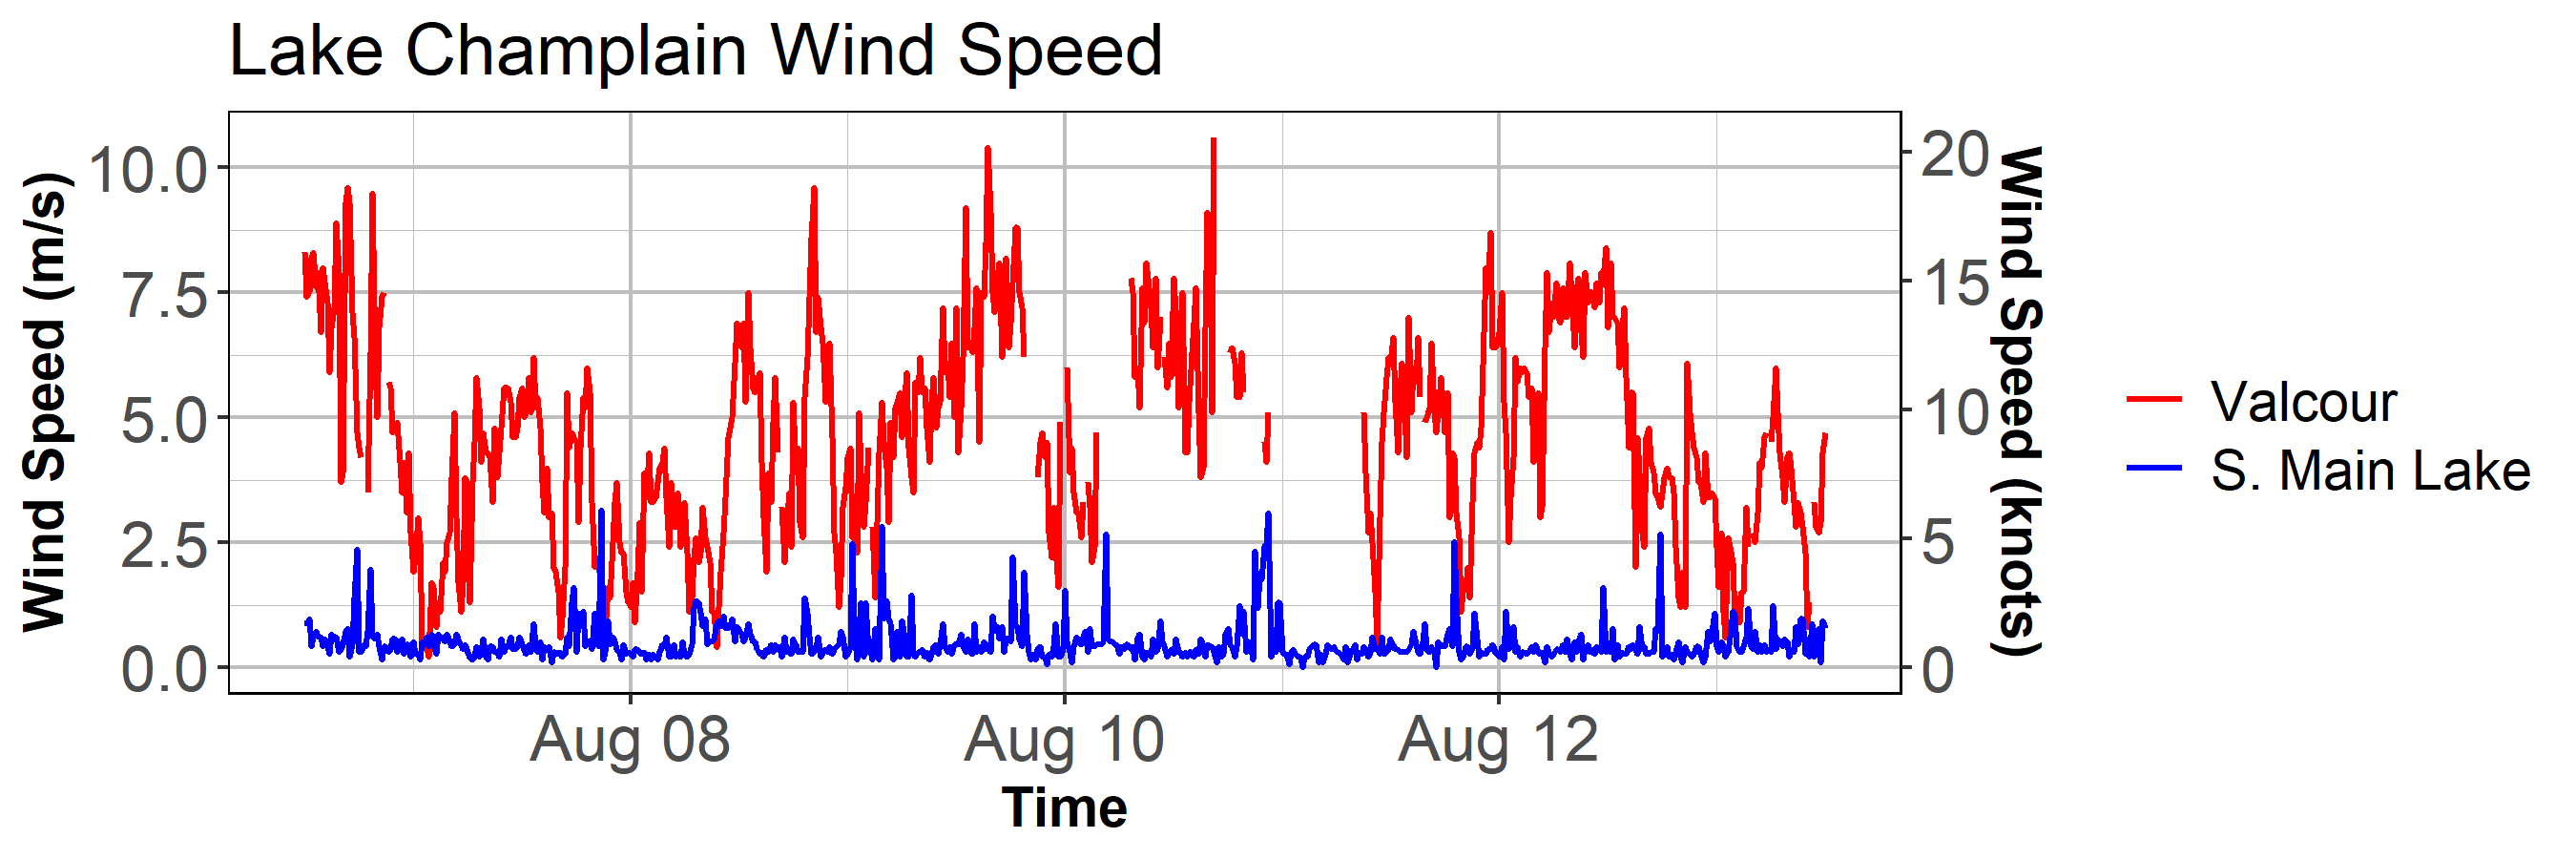 Lake Champlain Wind Speed
Wind Speed (m/s)
10.0
7.5
5.0
2.5
0.0
20
15
10
5
0
Wind Speed (knots)
Aug 08
Aug 10
Aug 12
Time
Valcour
S. Main Lake